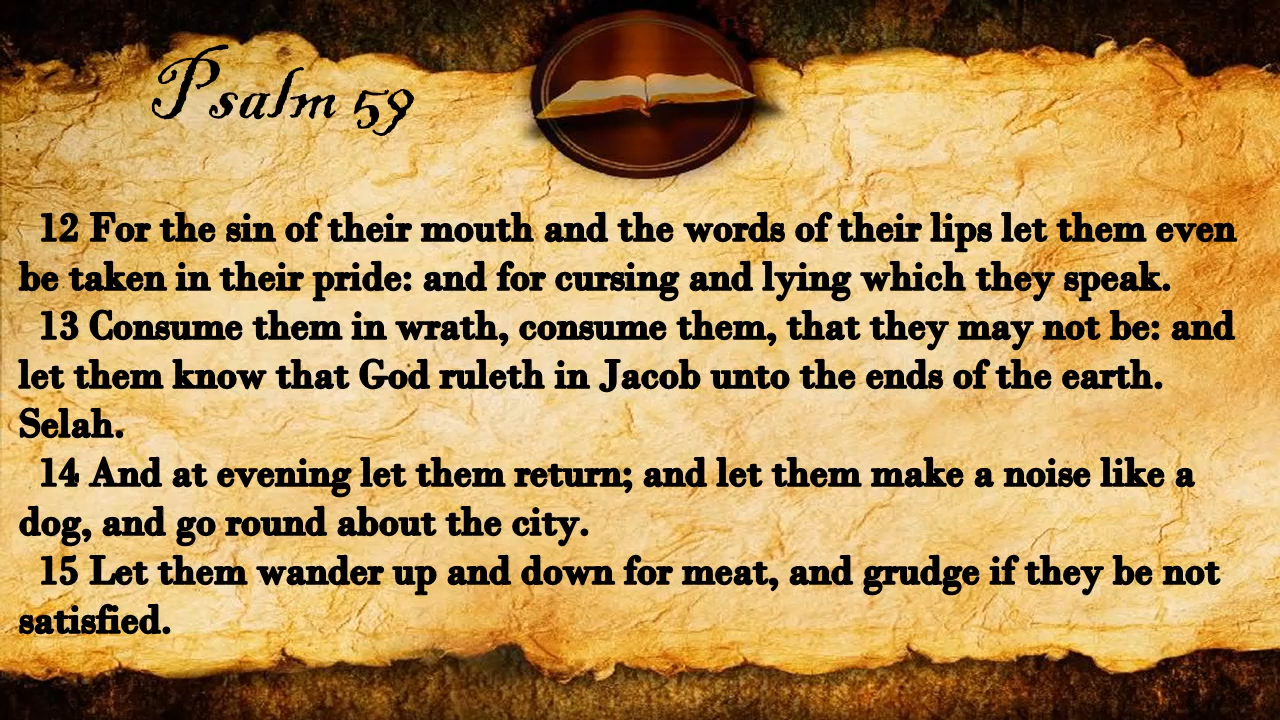 Psalm 59
12 For the sin of their mouth and the words of their lips let them even
be taken in their pride: and for cursing and lying which they speak.
13 Consume them in wrath, consume them, that they may not be: and
let them know that God ruleth in Jacob unto the ends of the earth.
Selah.
14 And at evening let them return; and let them make a noise like a
dog, and go round about the city.
15 Let them wander up and down for meat, and grudge if they be not
satisfied.